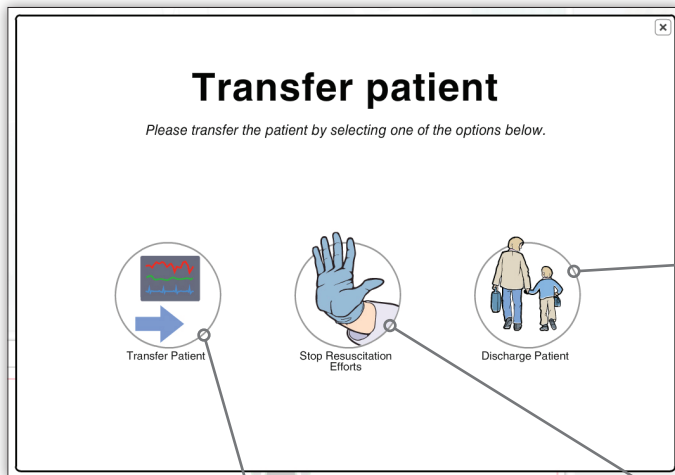 Transfer patient
Please transfer the patient by selecting one of the options below.
Transfer Patient
Stop Resuscitation
Efforts
Discharge Patient